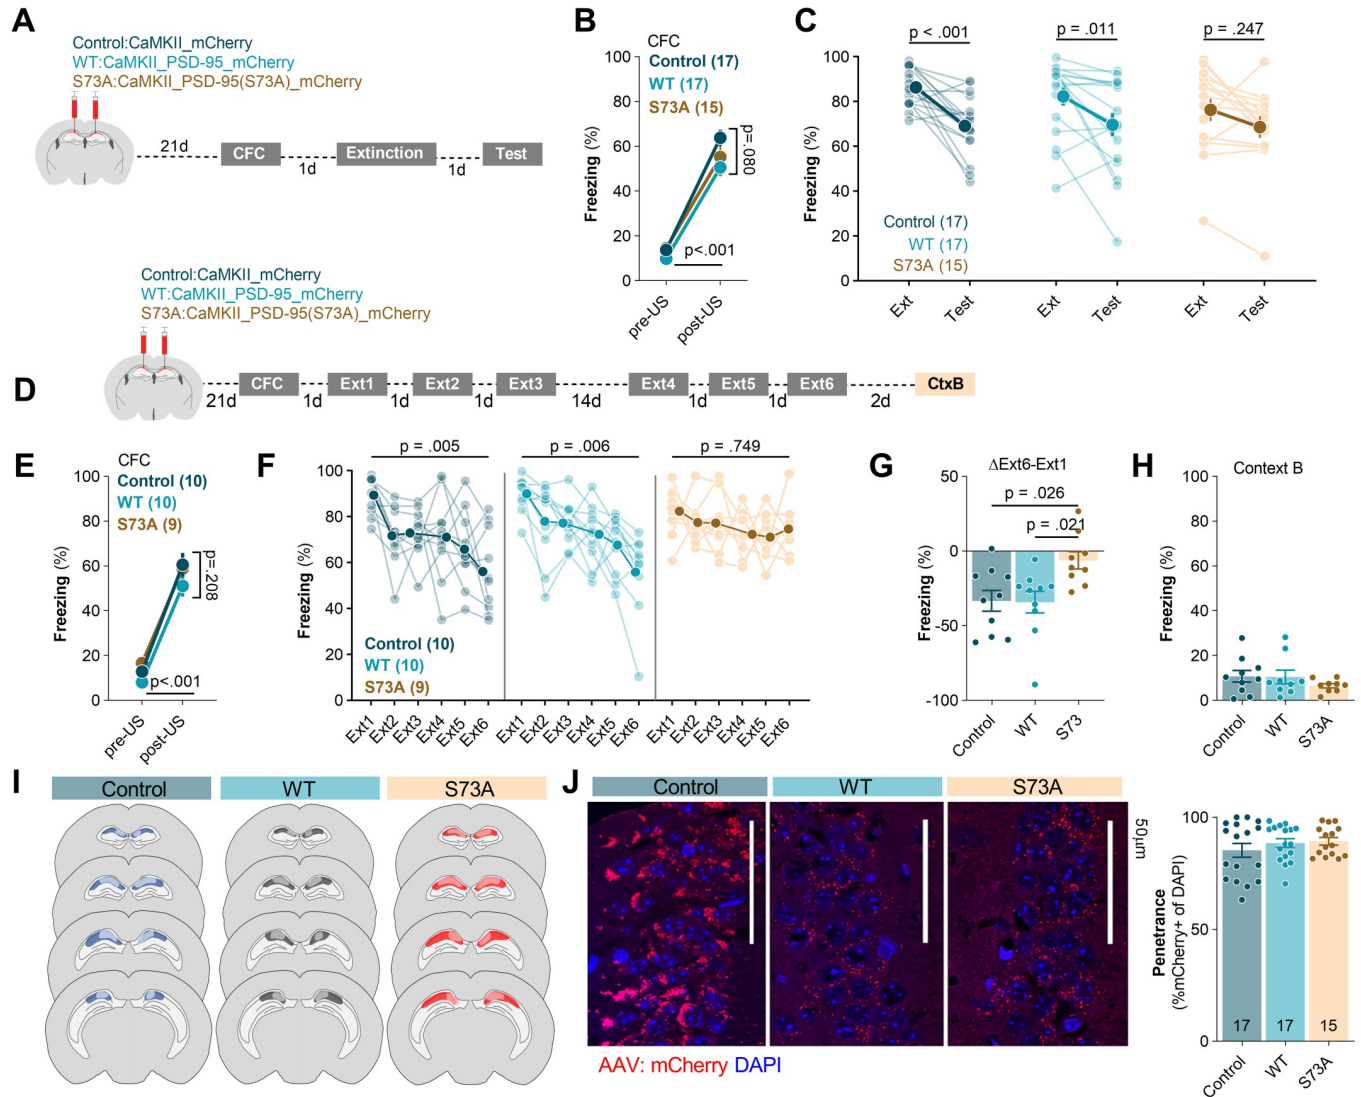 A
Control:CaMKII_mCherry
WT:CaMKII_PSD-95_mCherry
S73A:CaMKII_PSD-95(S73A)_mCherry
21d
CFC
1d
Extinction
1d
Test
B
CFC
Control (17)
WT (17)
S73A (15)
Freezing (%)
100
80
60
40
20
0
p=.080
p<.001
pre-US
post-US
C
p < .001
p = .011
p = .247
Freezing (%)
100
80
60
40
20
0
Control (17)
WT (17)
S73A (15)
Ext
Test
Ext
Test
Ext
Test
D
Control:CaMKII_mCherry
WT:CaMKII_PSD-95_mCherry
S73A:CaMKII_PSD-95(S73A)_mCherry
21d
CFC
1d
Ext1
1d
Ext2
1d
Ext3
14d
Ext4
1d
Ext5
1d
Ext6
2d
CtxB
E
CFC
Control (10)
WT (10)
S73A (9)
Freezing (%)
100
80
60
40
20
0
p=.208
p<.001
pre-US
post-US
F
p = .005
p = .006
p = .749
Freezing (%)
100
80
60
40
20
0
Control (10)
WT (10)
S73A (9)
Ext1
Ext2
Ext3
Ext4
Ext5
Ext6
Ext1
Ext2
Ext3
Ext4
Ext5
Ext6
Ext1
Ext2
Ext3
Ext4
Ext5
Ext6
G
ΔExt6-Ext1
p = .026
p = .021
Freezing (%)
50
0
-50
-100
Control
WT
S73
H
Context B
Freezing (%)
100
80
60
40
20
0
Control
WT
S73A
I
Control
WT
S73A
J
Control
WT
S73A
50μm
AAV: mCherry DAPI
Penetrance
(%mCherry+ of DAPI)
100
50
0
17
17
15
Control
WT
S73A